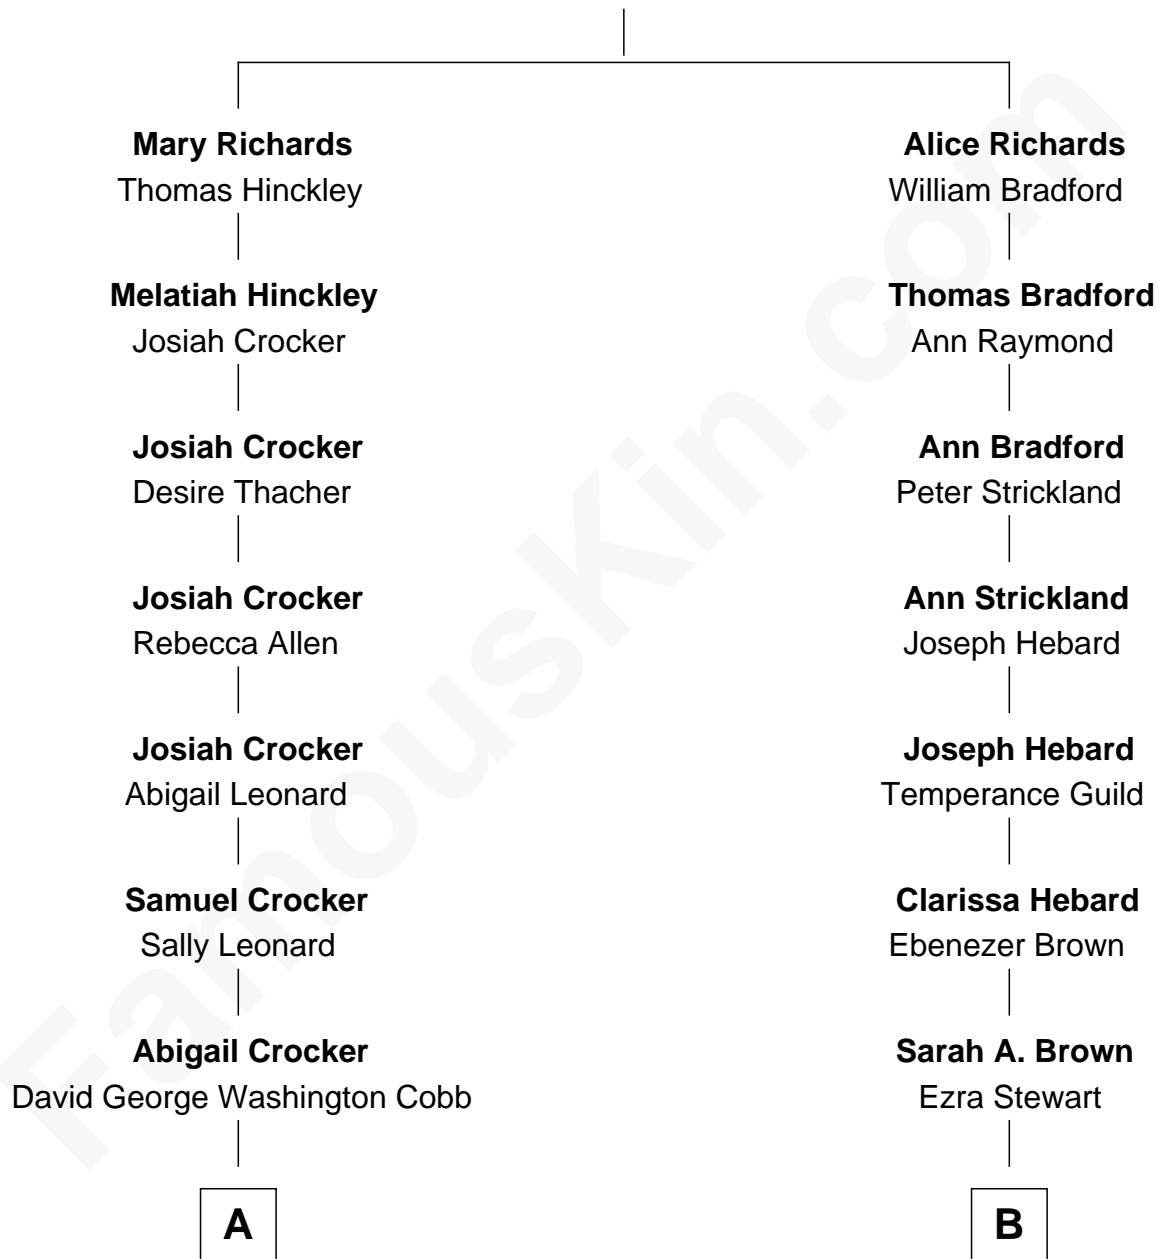 Mary Richards
Thomas Hinckley
Melatiah Hinckley
Josiah Crocker
Josiah Crocker
Desire Thacher
Josiah Crocker
Rebecca Allen
Josiah Crocker
Abigail Leonard
Samuel Crocker
Sally Leonard
Abigail Crocker
David George Washington Cobb
A
Alice Richards
William Bradford
Thomas Bradford
Ann Raymond
Ann Bradford
Peter Strickland
Ann Strickland
Joseph Hebard
Joseph Hebard
Temperance Guild
Clarissa Hebard
Ebenezer Brown
Sarah A. Brown
Ezra Stewart
B
FamousKin.com